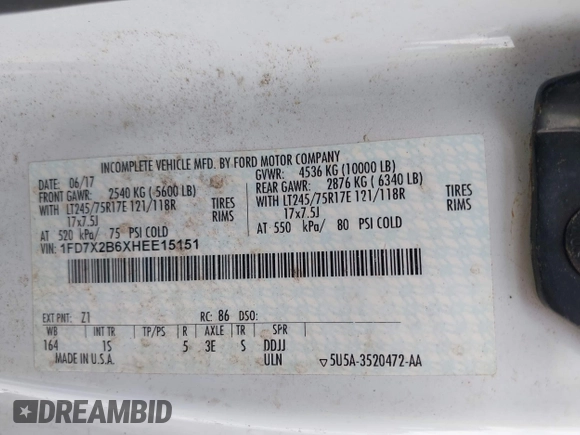 INCOMPLETE VEHICLE MFD. BY FORD MOTOR COMPANY
DATE: 06/17 GVWR: 4536 KG (10000 LB)
FRONT GAWR: 2540 KG ( 5600 LB) REAR GAWR: 2876 KG ( 6340 LB)
WITH LT245/75R17E 121/118R TIRES WITH LT245/75R17E 121/118R TIRES
17x7.5J RIMS 17x7.5J RIMS
AT 520 kPa/ 75 PSI COLD AT 550 kPa/ 80 PSI COLD
VIN: 1FD7X2B6XHEE15151
EXT PNT: Z1 RC: 86 DSO:
WB INT TR TP/PS R AXLE TR SPR
164 IS 5 3E S DDJJ
MADE IN U.S.A. ULN ▽5U5A-3520472-AA
DREAMBID